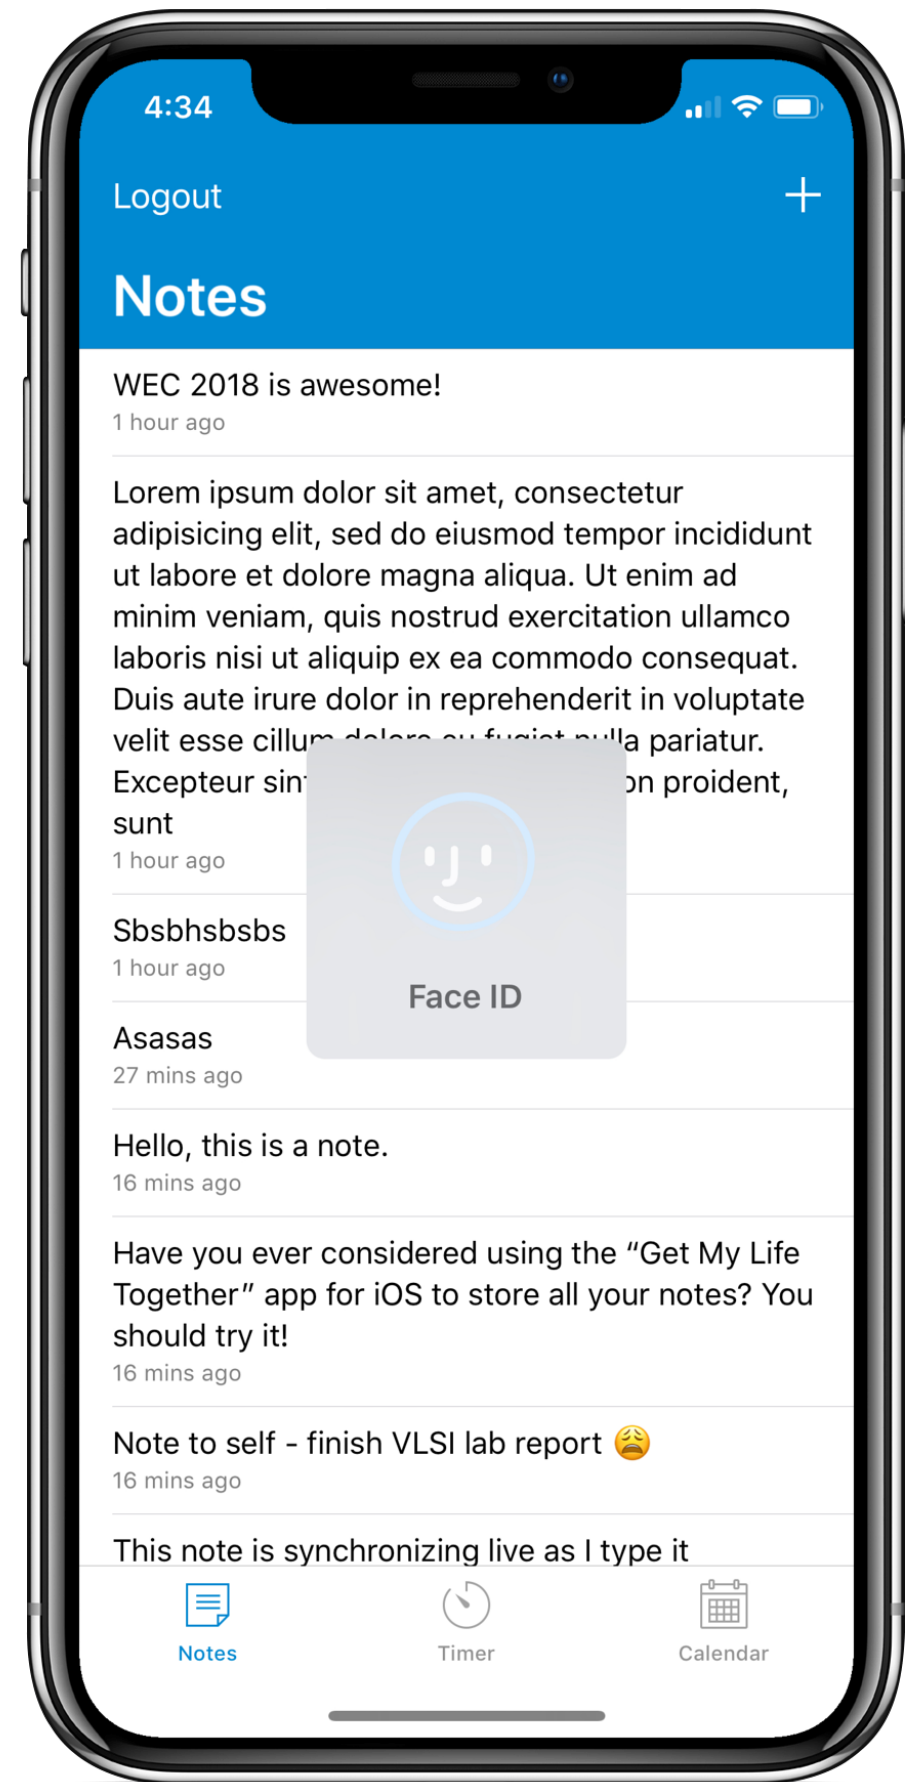 4:34
Logout
Notes
WEC 2018 is awesome!
1 hour ago
Lorem ipsum dolor sit amet, consectetur
adipisicing elit, sed do eiusmod tempor incididunt
ut labore et dolore magna aliqua. Ut enim ad
minim veniam, quis nostrud exercitation ullamco
laboris nisi ut aliquip ex ea commodo consequat.
Duis aute irure dolor in reprehenderit in voluptate
velit esse cillum dolore eu fugiat nulla pariatur.
Excepteur proident,
sunt
1 hour ago
Sbsbhsbsbs
1 hour ago
Face ID
Asasas
27 mins ago
Hello, this is a note.
16 mins ago
Have you ever considered using the “Get My Life
Together” app for iOS to store all your notes? You
should try it!
16 mins ago
Note to self - finish VLSI lab report 😩
16 mins ago
This note is synchronizing live as I type it
Notes
Timer
Calendar